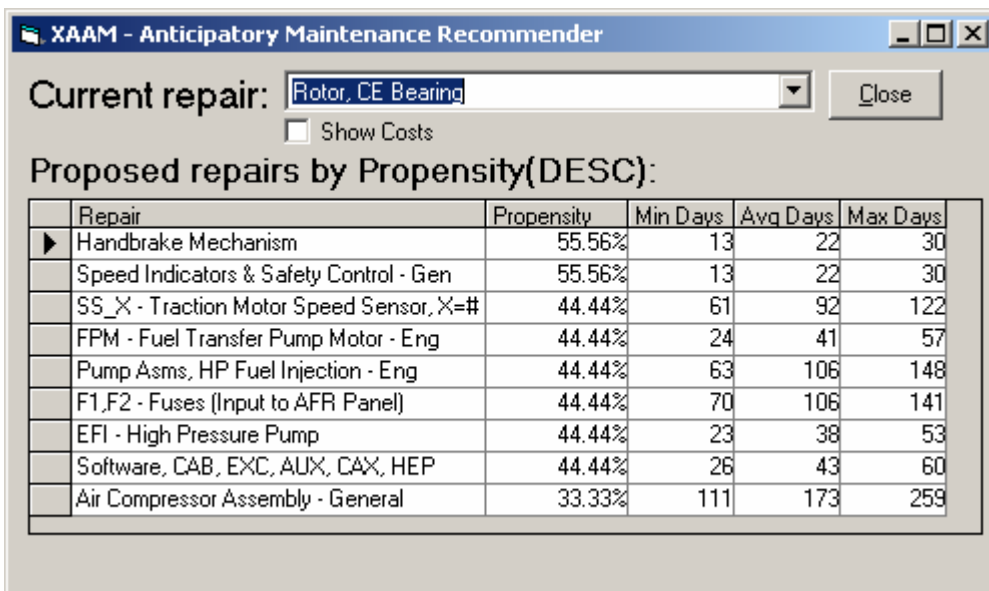 XAAM - Anticipatory Maintenance Recommender
Current repair: Rotor, CE Bearing Close
Show Costs
Proposed repairs by Propensity(DESC):
Repair Propensity Min Days Avg Days Max Days
Handbrake Mechanism 55.56% 13 22 30
Speed Indicators & Safety Control - Gen 55.56% 13 22 30
SS_X - Traction Motor Speed Sensor, X=# 44.44% 61 92 122
FPM - Fuel Transfer Pump Motor - Eng 44.44% 24 41 57
Pump Asms, HP Fuel Injection - Eng 44.44% 63 106 148
F1,F2 - Fuses (Input to AFR Panel) 44.44% 70 106 141
EFI - High Pressure Pump 44.44% 23 38 53
Software, CAB, EXC, AUX, CAX, HEP 44.44% 26 43 60
Air Compressor Assembly - General 33.33% 111 173 259